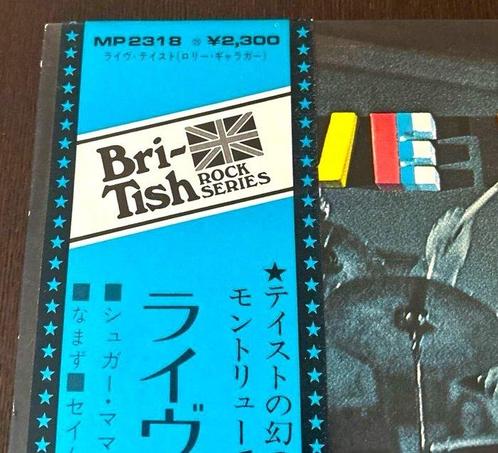 MP2318 ℗ ¥2,300
ライヴ・テイスト(ロリー・ギャラガー)
Bri-
Tish
ROCK
SERIES
★テイストの幻の
モントリュー
ライヴ
■シュガー・ママ
■なまず■セイ